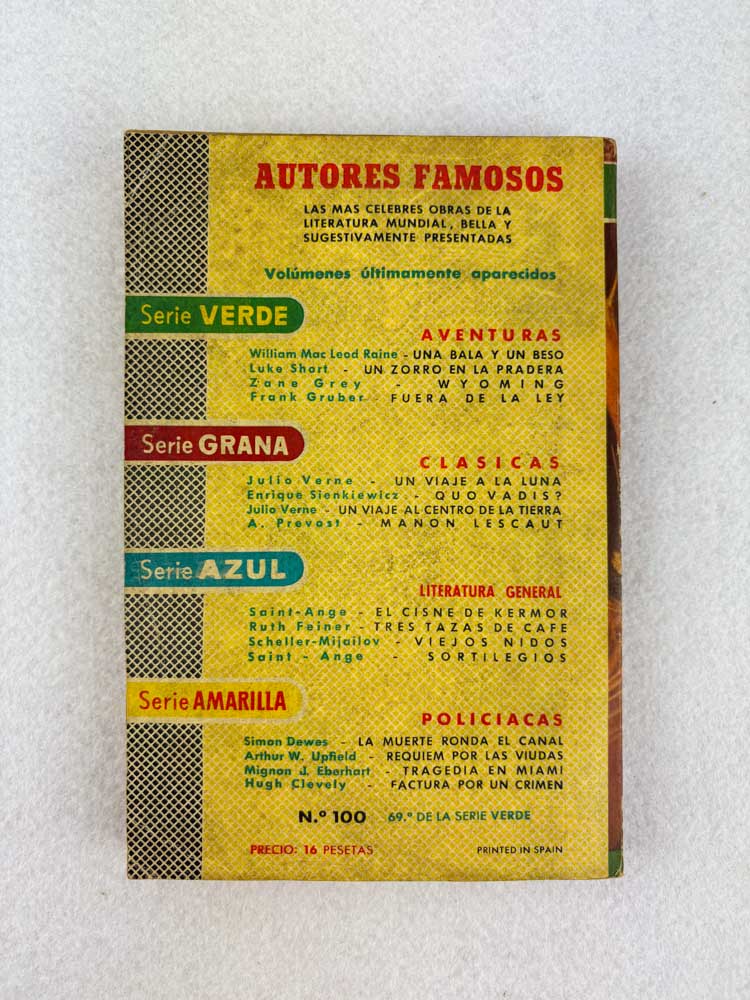 AUTORES FAMOSOS
LAS MAS CELEBRES OBRAS DE LA
LITERATURA MUNDIAL, BELLA Y
SUGESTIVAMENTE PRESENTADAS
Volúmenes últimamente aparecidos
Serie VERDE
AVENTURAS
William Mac Leod Raine - UNA BALA Y UN BESO
Luke Short - UN ZORRO EN LA PRADERA
Zane Grey - WYOMING
Frank Gruber - FUERA DE LA LEY
Serie GRANA
CLASICAS
Julio Verne - UN VIAJE A LA LUNA
Enrique Sienkiewicz - QUO VADIS?
Julio Verne - UN VIAJE AL CENTRO DE LA TIERRA
A. Prevost - MANON LESCAUT
Serie AZUL
LITERATURA GENERAL
Saint-Ange - EL CISNE DE KERMOR
Ruth Feiner - TRES TAZAS DE CAFE
Scheller-Mijailov - VIEJOS NIDOS
Saint - Ange - SORTILEGIOS
Serie AMARILLA
POLICIACAS
Simon Dewes - LA MUERTE RONDA EL CANAL
Arthur W. Upfield - REQUIEM POR LAS VIUDAS
Mignon J. Eberhart - TRAGEDIA EN MIAMI
Hugh Clevely - FACTURA POR UN CRIMEN
N.º 100 69.º DE LA SERIE VERDE
PRECIO: 16 PESETAS PRINTED IN SPAIN